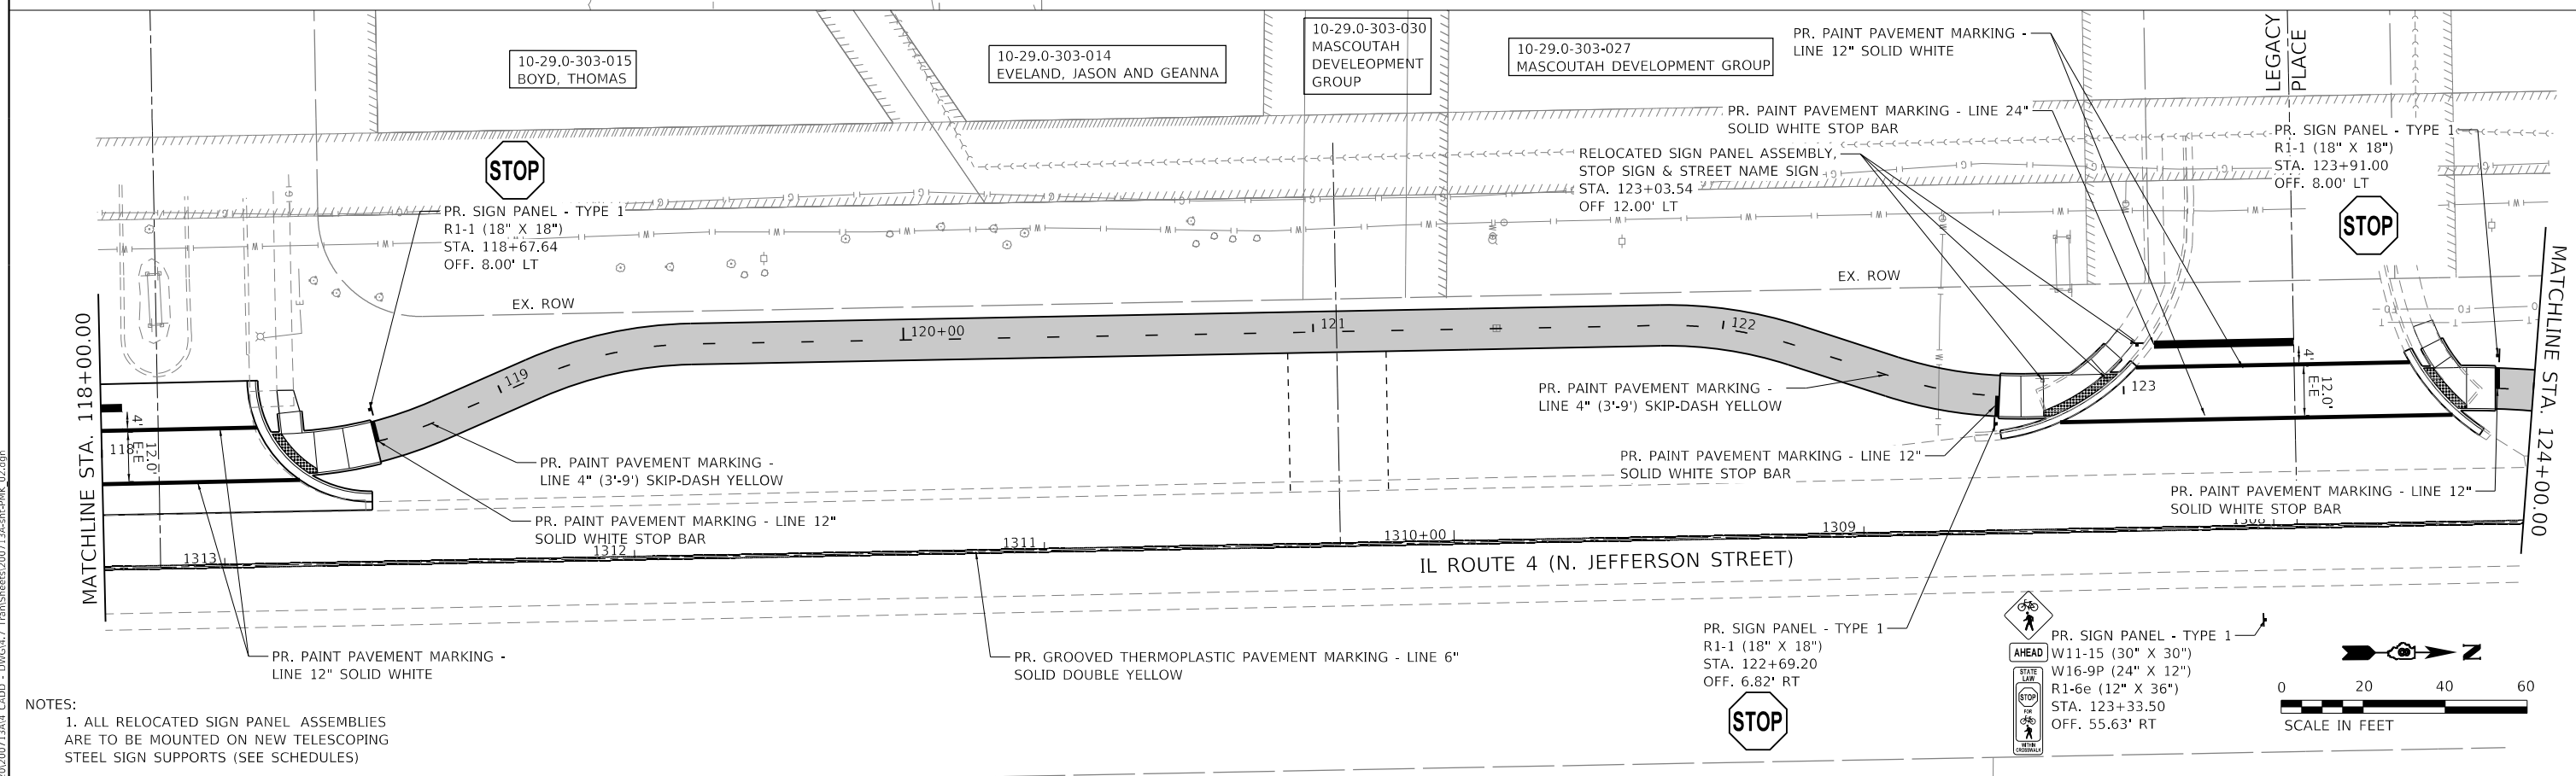 10-29.0-303-015
BOYD, THOMAS
10-29.0-303-014
EVELAND, JASON AND GEANNA
10-29.0-303-030
MASCOUTAH
DEVELEOPMENT
GROUP
10-29.0-303-027
MASCOUTAH DEVELOPMENT GROUP
PR. PAINT PAVEMENT MARKING -
LINE 12" SOLID WHITE
LEGACY
PLACE
PR. PAINT PAVEMENT MARKING - LINE 24"
SOLID WHITE STOP BAR
RELOCATED SIGN PANEL ASSEMBLY,
STOP SIGN & STREET NAME SIGN
STA. 123+03.54
OFF 12.00' LT
PR. SIGN PANEL - TYPE 1
R1-1 (18" X 18")
STA. 123+91.00
OFF. 8.00' LT
STOP
STOP
PR. SIGN PANEL - TYPE 1
R1-1 (18" X 18")
STA. 118+67.64
OFF. 8.00' LT
EX. ROW
EX. ROW
MATCHLINE STA. 118+00.00
MATCHLINE STA. 124+00.00
118
119
120+00
121
122
123
4'
12.0'
E-E
4'
12.0'
E-E
PR. PAINT PAVEMENT MARKING -
LINE 4" (3'-9') SKIP-DASH YELLOW
PR. PAINT PAVEMENT MARKING - LINE 12"
SOLID WHITE STOP BAR
PR. PAINT PAVEMENT MARKING -
LINE 4" (3'-9') SKIP-DASH YELLOW
PR. PAINT PAVEMENT MARKING - LINE 12"
SOLID WHITE STOP BAR
PR. PAINT PAVEMENT MARKING - LINE 12"
SOLID WHITE STOP BAR
1313
1312
1311
1310+00
1309
1308
IL ROUTE 4 (N. JEFFERSON STREET)
PR. PAINT PAVEMENT MARKING -
LINE 12" SOLID WHITE
PR. GROOVED THERMOPLASTIC PAVEMENT MARKING - LINE 6"
SOLID DOUBLE YELLOW
PR. SIGN PANEL - TYPE 1
R1-1 (18" X 18")
STA. 122+69.20
OFF. 6.82' RT
STOP
AHEAD
STATE
LAW
STOP
FOR
WITHIN
CROSSWALK
PR. SIGN PANEL - TYPE 1
W11-15 (30" X 30")
W16-9P (24" X 12")
R1-6e (12" X 36")
STA. 123+33.50
OFF. 55.63' RT
N
0 20 40 60
SCALE IN FEET
NOTES:
1. ALL RELOCATED SIGN PANEL ASSEMBLIES
ARE TO BE MOUNTED ON NEW TELESCOPING
STEEL SIGN SUPPORTS (SEE SCHEDULES)